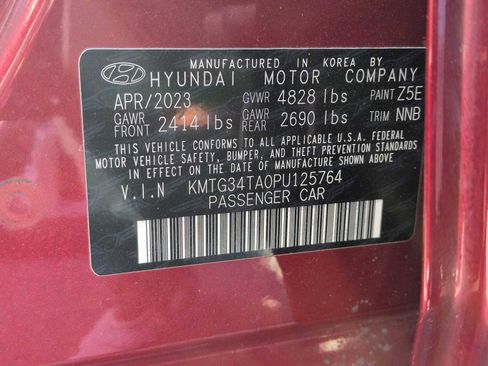 MANUFACTURED IN KOREA BY
HYUNDAI MOTOR COMPANY
APR/2023 GVWR 4828 lbs PAINT Z5E
GAWR FRONT 2414 lbs GAWR REAR 2690 lbs TRIM NNB
THIS VEHICLE CONFORMS TO ALL APPLICABLE U.S.A. FEDERAL
MOTOR VEHICLE SAFETY, BUMPER, AND THEFT PREVENTION
STANDARDS IN EFFECT ON THE DATE OF MANUFACTURE SHOWN ABOVE.
V.I.N KMTG34TA0PU125764
PASSENGER CAR